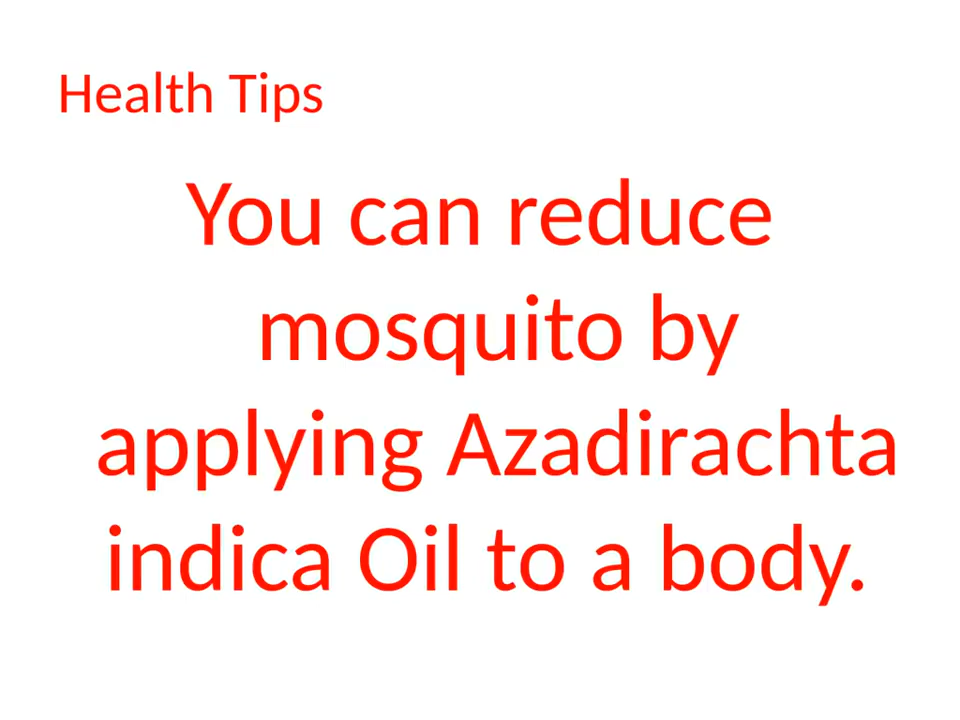 Health Tips
You can reduce
mosquito by
applying Azadirachta
indica Oil to a body.